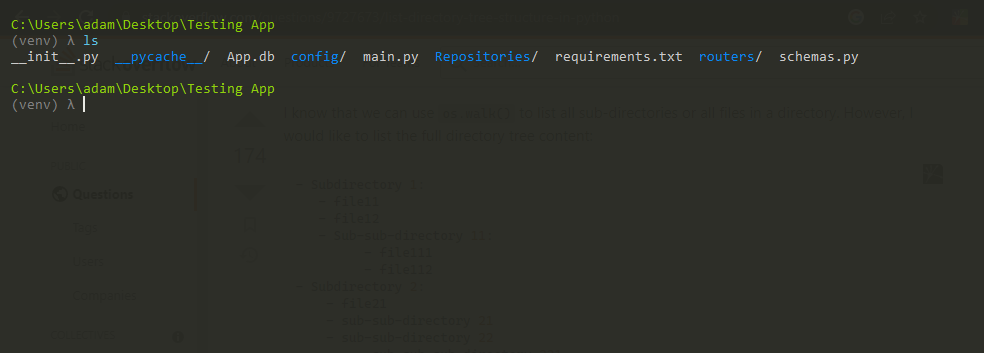 C:\Users\adam\Desktop\Testing App
(venv) λ ls
__init__.py  __pycache__/  App.db  config/  main.py  Repositories/  requirements.txt  routers/  schemas.py
C:\Users\adam\Desktop\Testing App
(venv) λ
I know that we can use os.walk() to list all sub-directories or all files in a directory. However, I
would like to list the full directory tree content:
174
- Subdirectory 1:
- file11
- file12
Questions
- Sub-sub-directory 11:
- file111
- file112
- Subdirectory 2:
- file21
- sub-sub-directory 21
- sub-sub-directory 22